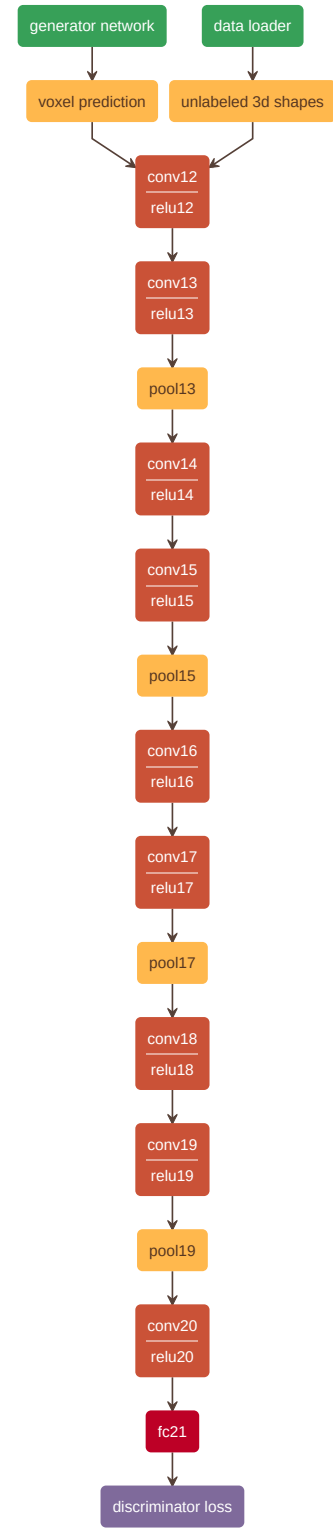 generator network
data loader
voxel prediction
unlabeled 3d shapes
conv12
relu12
conv13
relu13
pool13
conv14
relu14
conv15
relu15
pool15
conv16
relu16
conv17
relu17
pool17
conv18
relu18
conv19
relu19
pool19
conv20
relu20
fc21
discriminator loss